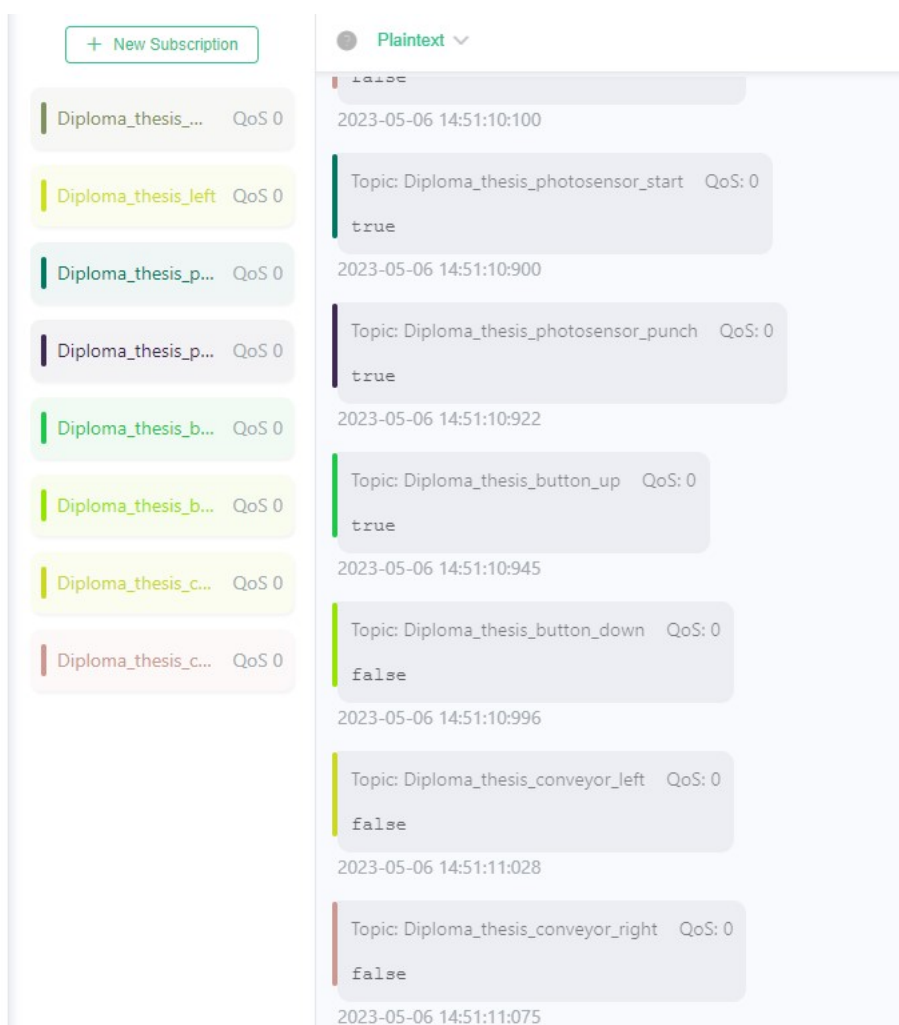 + New Subscription
Diploma_thesis_... QoS 0
Diploma_thesis_left QoS 0
Diploma_thesis_p... QoS 0
Diploma_thesis_p... QoS 0
Diploma_thesis_b... QoS 0
Diploma_thesis_b... QoS 0
Diploma_thesis_c... QoS 0
Diploma_thesis_c... QoS 0
Plaintext
false
2023-05-06 14:51:10:100
Topic: Diploma_thesis_photosensor_start QoS: 0
true
2023-05-06 14:51:10:900
Topic: Diploma_thesis_photosensor_punch QoS: 0
true
2023-05-06 14:51:10:922
Topic: Diploma_thesis_button_up QoS: 0
true
2023-05-06 14:51:10:945
Topic: Diploma_thesis_button_down QoS: 0
false
2023-05-06 14:51:10:996
Topic: Diploma_thesis_conveyor_left QoS: 0
false
2023-05-06 14:51:11:028
Topic: Diploma_thesis_conveyor_right QoS: 0
false
2023-05-06 14:51:11:075